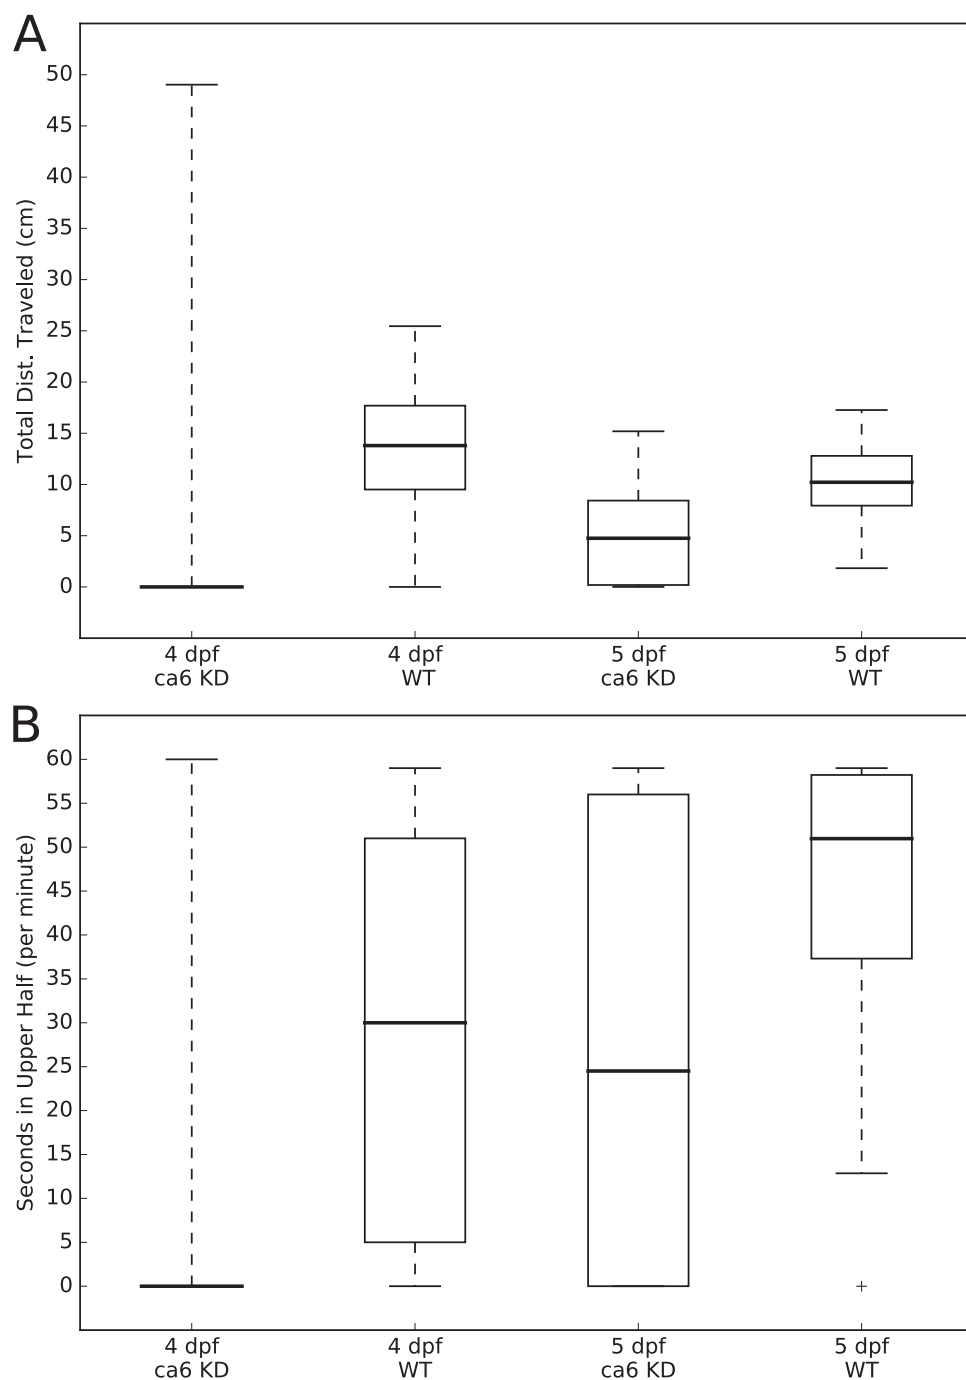 A
50
45
40
35
30
25
20
15
10
5
0
Total Dist. Traveled (cm)
4 dpf
ca6 KD
4 dpf
WT
5 dpf
ca6 KD
5 dpf
WT
B
60
55
50
45
40
35
30
25
20
15
10
5
0
Seconds in Upper Half (per minute)
4 dpf
ca6 KD
4 dpf
WT
5 dpf
ca6 KD
5 dpf
WT